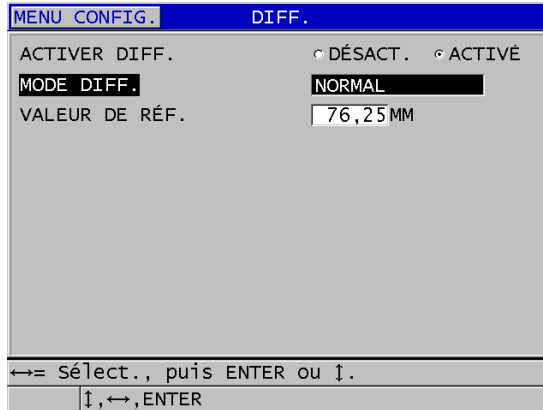 MENU CONFIG. DIFF.
ACTIVER DIFF. DÉSACT. ACTIVÉ
MODE DIFF. NORMAL
VALEUR DE RÉF. 76,25 MM
↔= Sélect., puis ENTER ou ↕.
↕,↔,ENTER